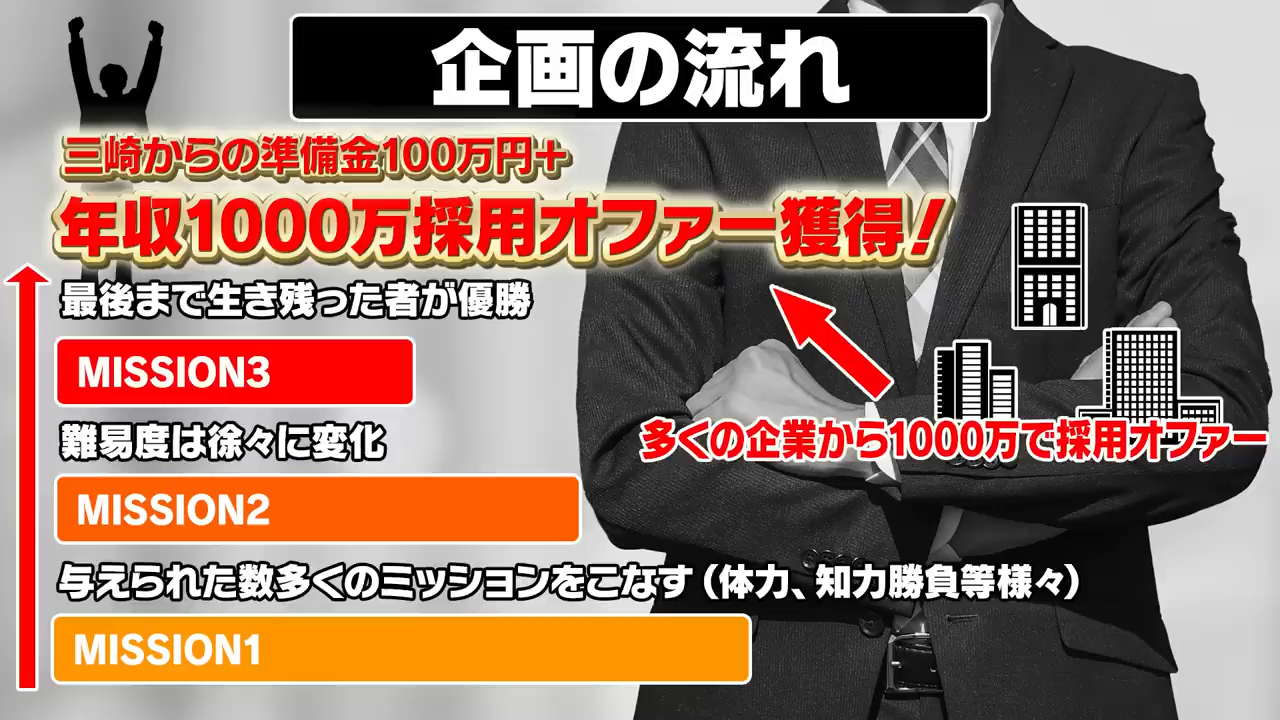 企画の流れ
三崎からの準備金100万円+
年収1000万採用オファー獲得!
最後まで生き残った者が優勝
MISSION3
難易度は徐々に変化
多くの企業から1000万で採用オファー
MISSION2
与えられた数多くのミッションをこなす(体力、知力勝負等様々)
MISSION1